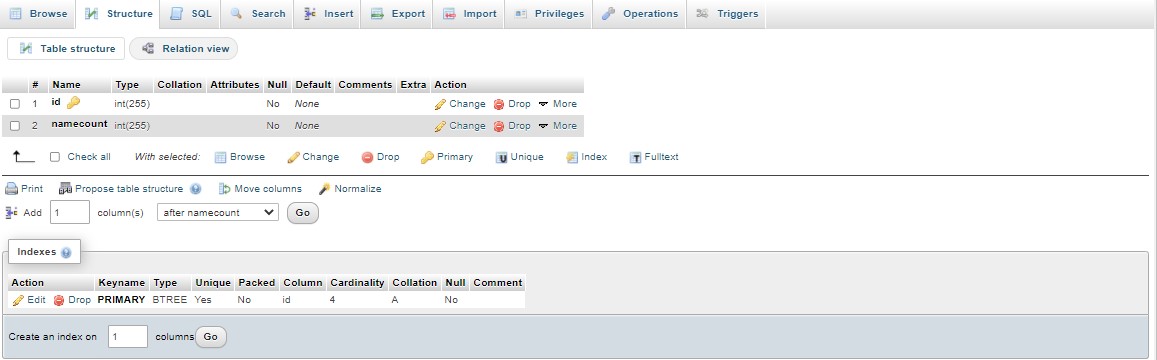 Browse Structure SQL Search Insert Export Import Privileges Operations Triggers
Table structure Relation view
# Name Type Collation Attributes Null Default Comments Extra Action
1 id int(255) No None Change Drop More
2 namecount int(255) No None Change Drop More
Check all With selected: Browse Change Drop Primary Unique Index Fulltext
Print Propose table structure Move columns Normalize
Add 1 column(s) after namecount Go
Indexes
Action Keyname Type Unique Packed Column Cardinality Collation Null Comment
Edit Drop PRIMARY BTREE Yes No id 4 A No
Create an index on 1 columns Go